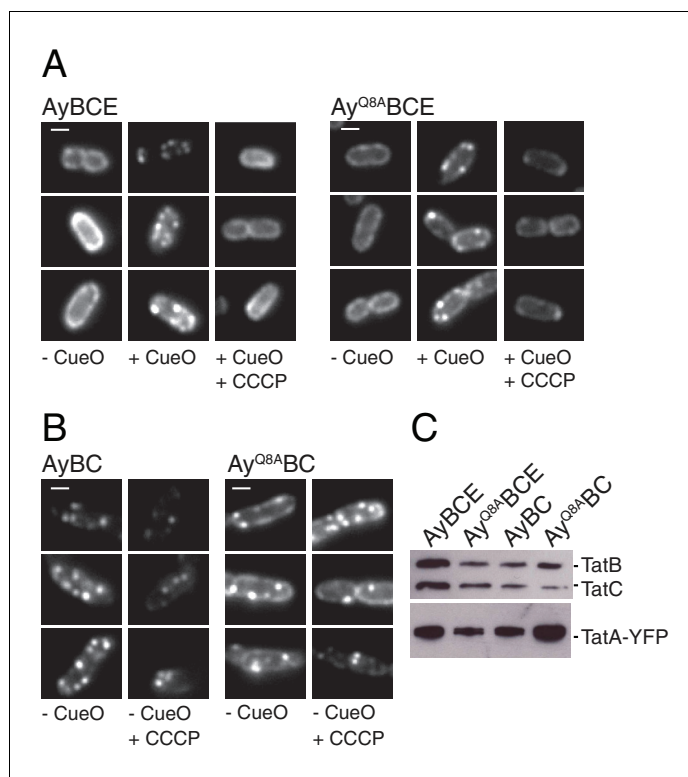 A
AyBCE
Ay^Q8A BCE
- CueO
+ CueO
+ CueO
+ CCCP
- CueO
+ CueO
+ CueO
+ CCCP
B
AyBC
Ay^Q8A BC
- CueO
- CueO
+ CCCP
- CueO
- CueO
+ CCCP
C
AyBCE
Ay^Q8A BCE
AyBC
Ay^Q8A BC
-TatB
-TatC
-TatA-YFP